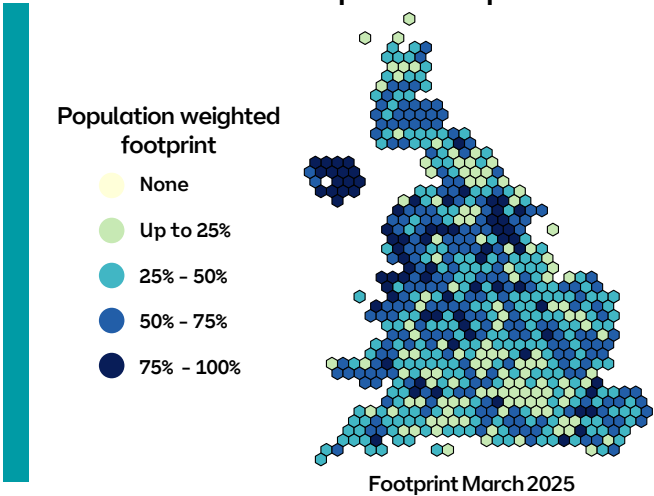 Population weighted
footprint
None
Up to 25%
25% - 50%
50% - 75%
75% - 100%
Footprint March 2025